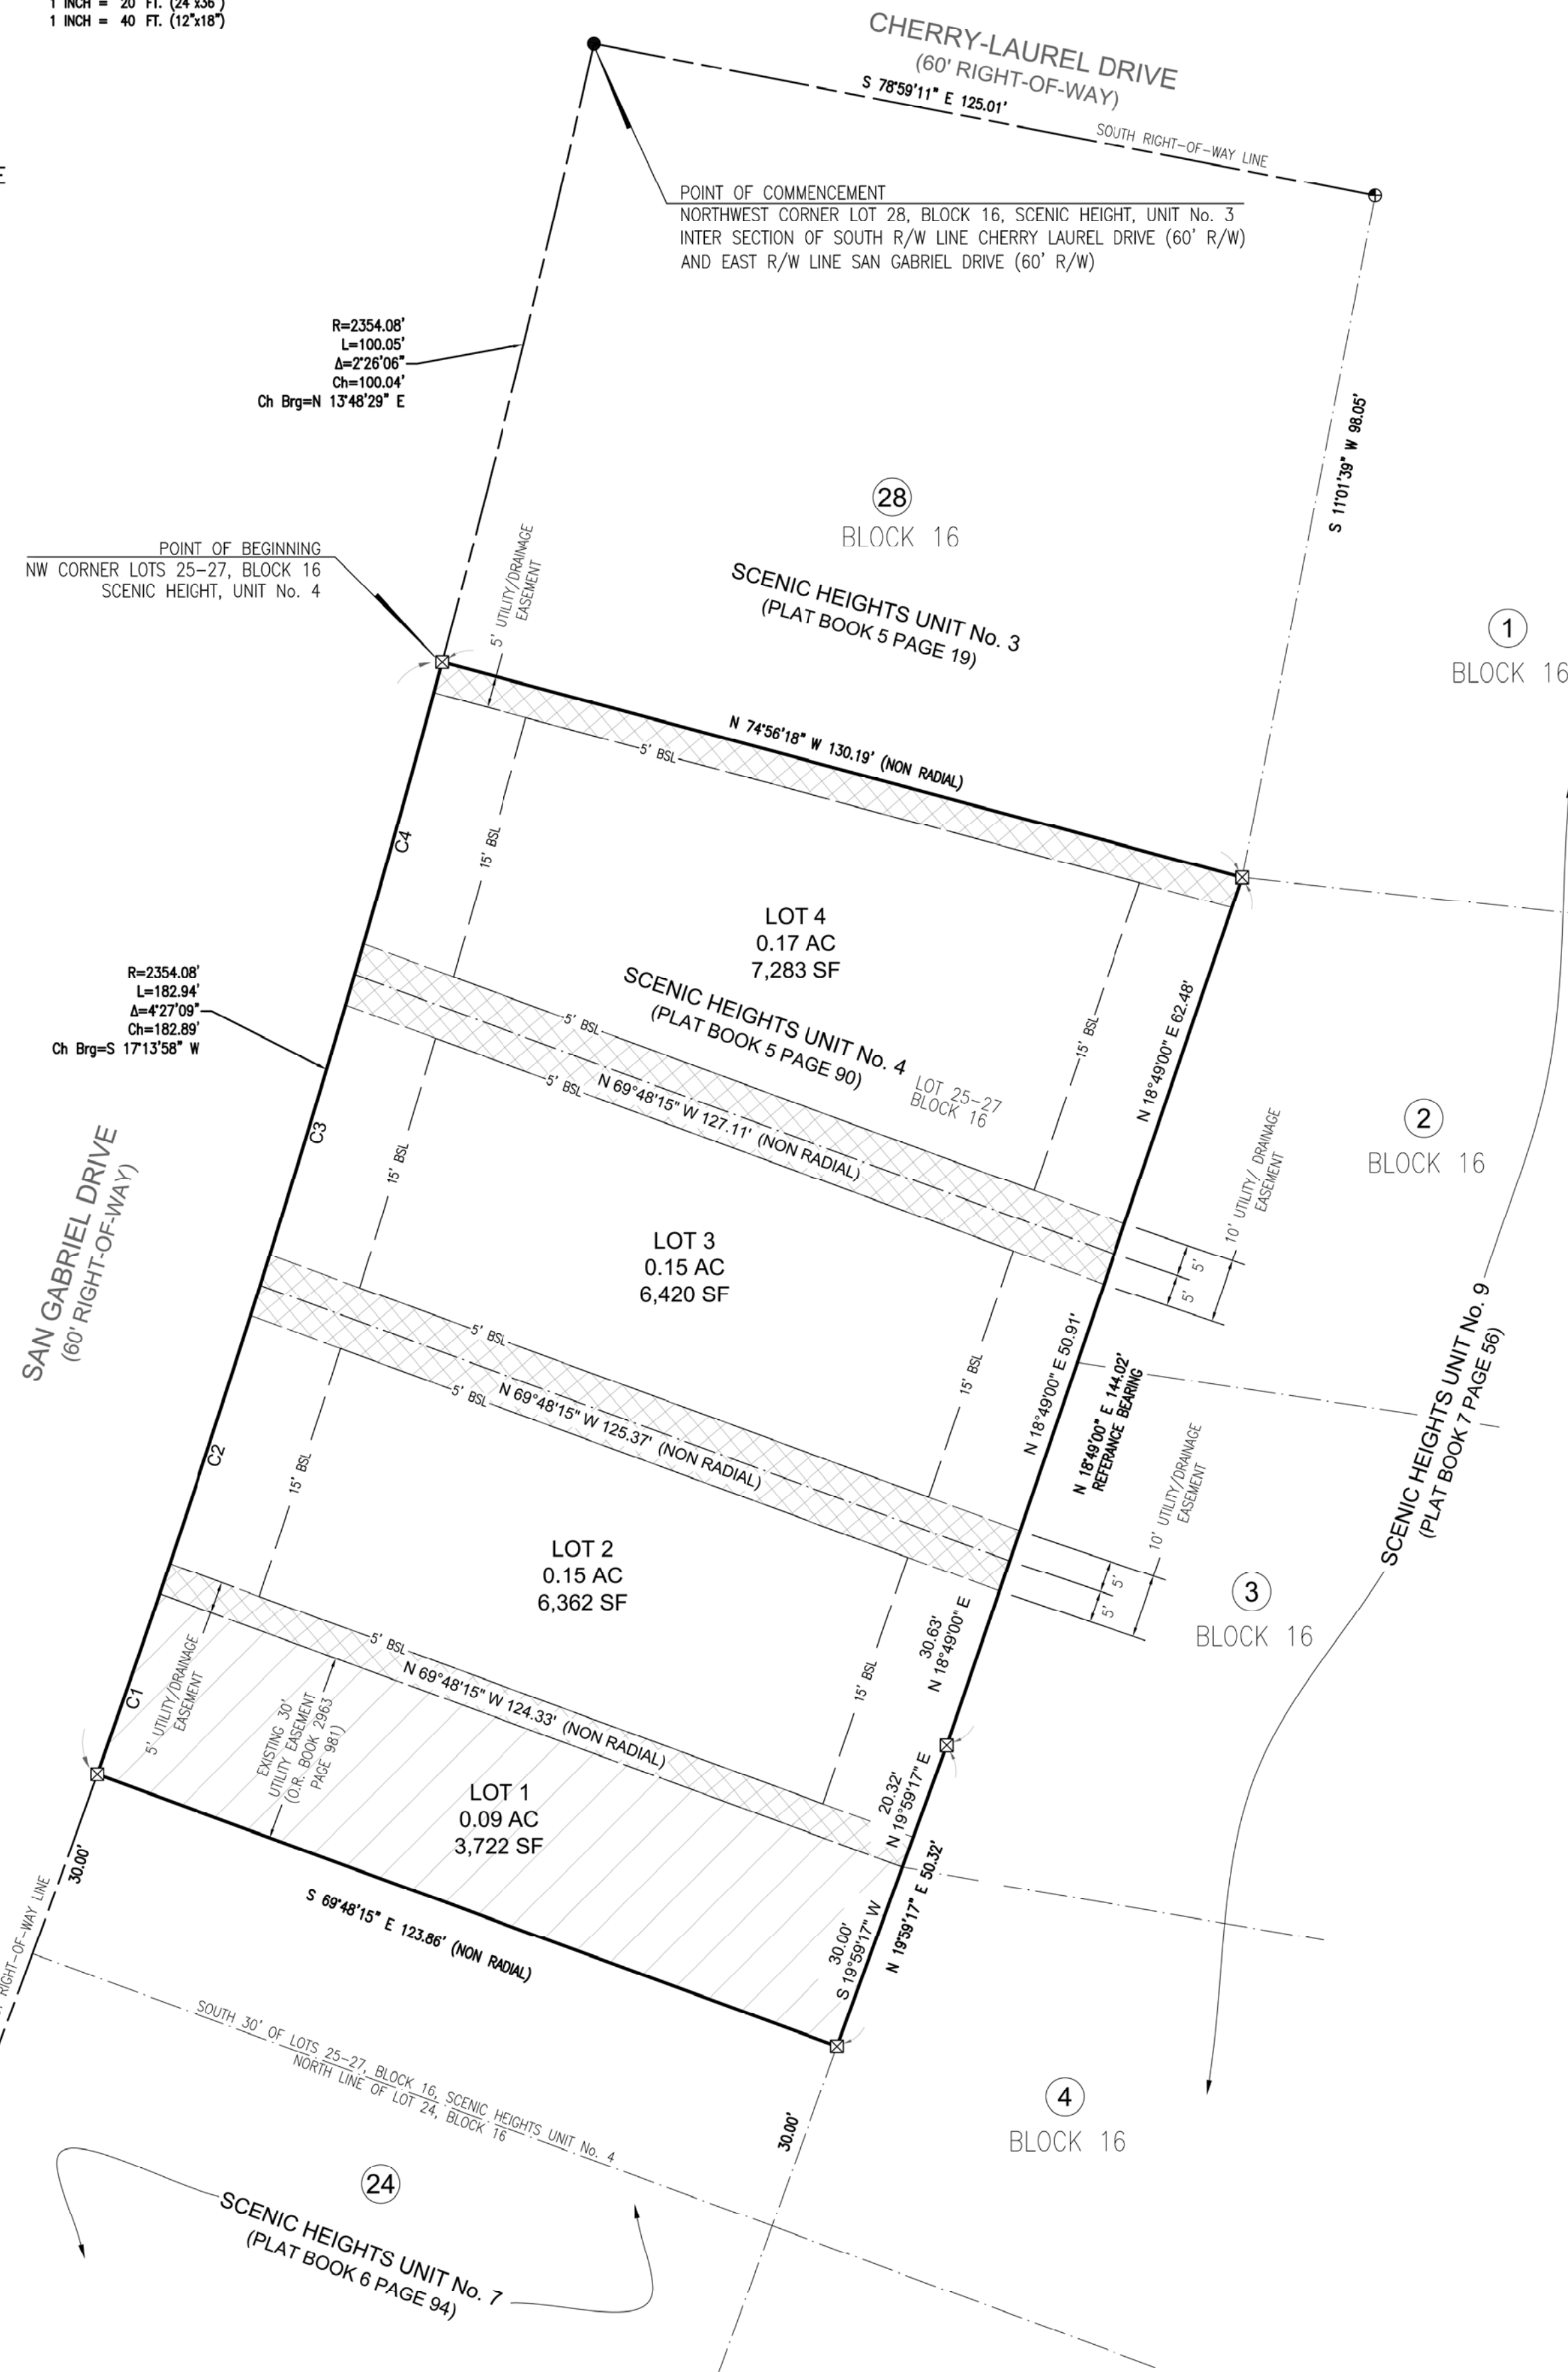 1 INCH = 20 FT. (24"x36")
1 INCH = 40 FT. (12"x18")
CHERRY-LAUREL DRIVE
(60' RIGHT-OF-WAY)
S 78°59'11" E 125.01'
SOUTH RIGHT-OF-WAY LINE
POINT OF COMMENCEMENT
NORTHWEST CORNER LOT 28, BLOCK 16, SCENIC HEIGHT, UNIT No. 3
INTER SECTION OF SOUTH R/W LINE CHERRY LAUREL DRIVE (60' R/W)
AND EAST R/W LINE SAN GABRIEL DRIVE (60' R/W)
R=2354.08'
L=100.05'
Δ=2°26'06"
Ch=100.04'
Ch Brg=N 13°48'29" E
S 11°01'39" W 98.05'
28
BLOCK 16
SCENIC HEIGHTS UNIT No. 3
(PLAT BOOK 5 PAGE 19)
POINT OF BEGINNING
NW CORNER LOTS 25-27, BLOCK 16
SCENIC HEIGHT, UNIT No. 4
5' UTILITY/DRAINAGE
EASEMENT
1
BLOCK 16
N 74°56'18" W 130.19' (NON RADIAL)
5' BSL
C4
15' BSL
LOT 4
0.17 AC
7,283 SF
SCENIC HEIGHTS UNIT No. 4
(PLAT BOOK 5 PAGE 90)
LOT 25-27
BLOCK 16
15' BSL
N 18°49'00" E 62.48'
R=2354.08'
L=182.94'
Δ=4°27'09"
Ch=182.89'
Ch Brg=S 17°13'58" W
5' BSL
N 69°48'15" W 127.11' (NON RADIAL)
5' BSL
2
BLOCK 16
10' UTILITY/ DRAINAGE
EASEMENT
5'
5'
C3
15' BSL
SAN GABRIEL DRIVE
(60' RIGHT-OF-WAY)
LOT 3
0.15 AC
6,420 SF
15' BSL
N 18°49'00" E 50.91'
N 18°49'00" E 144.02'
REFERANCE BEARING
SCENIC HEIGHTS UNIT No. 9
(PLAT BOOK 7 PAGE 56)
5' BSL
N 69°48'15" W 125.37' (NON RADIAL)
5' BSL
10' UTILITY/DRAINAGE
EASEMENT
5'
5'
C2
15' BSL
LOT 2
0.15 AC
6,362 SF
15' BSL
30.63'
N 18°49'00" E
3
BLOCK 16
5' BSL
N 69°48'15" W 124.33' (NON RADIAL)
C1
5' UTILITY/DRAINAGE
EASEMENT
EXISTING 30'
UTILITY EASEMENT
(O.R. BOOK 2963
PAGE 981)
LOT 1
0.09 AC
3,722 SF
20.32'
N 19°59'17" E
N 19°59'17" E 50.32'
30.00'
S 19°59'17" W
30.00'
S 69°48'15" E 123.86' (NON RADIAL)
RIGHT-OF-WAY LINE
SOUTH 30' OF LOTS 25-27, BLOCK 16, SCENIC HEIGHTS UNIT No. 4
NORTH LINE OF LOT 24, BLOCK 16
30.00'
4
BLOCK 16
24
SCENIC HEIGHTS UNIT No. 7
(PLAT BOOK 6 PAGE 94)